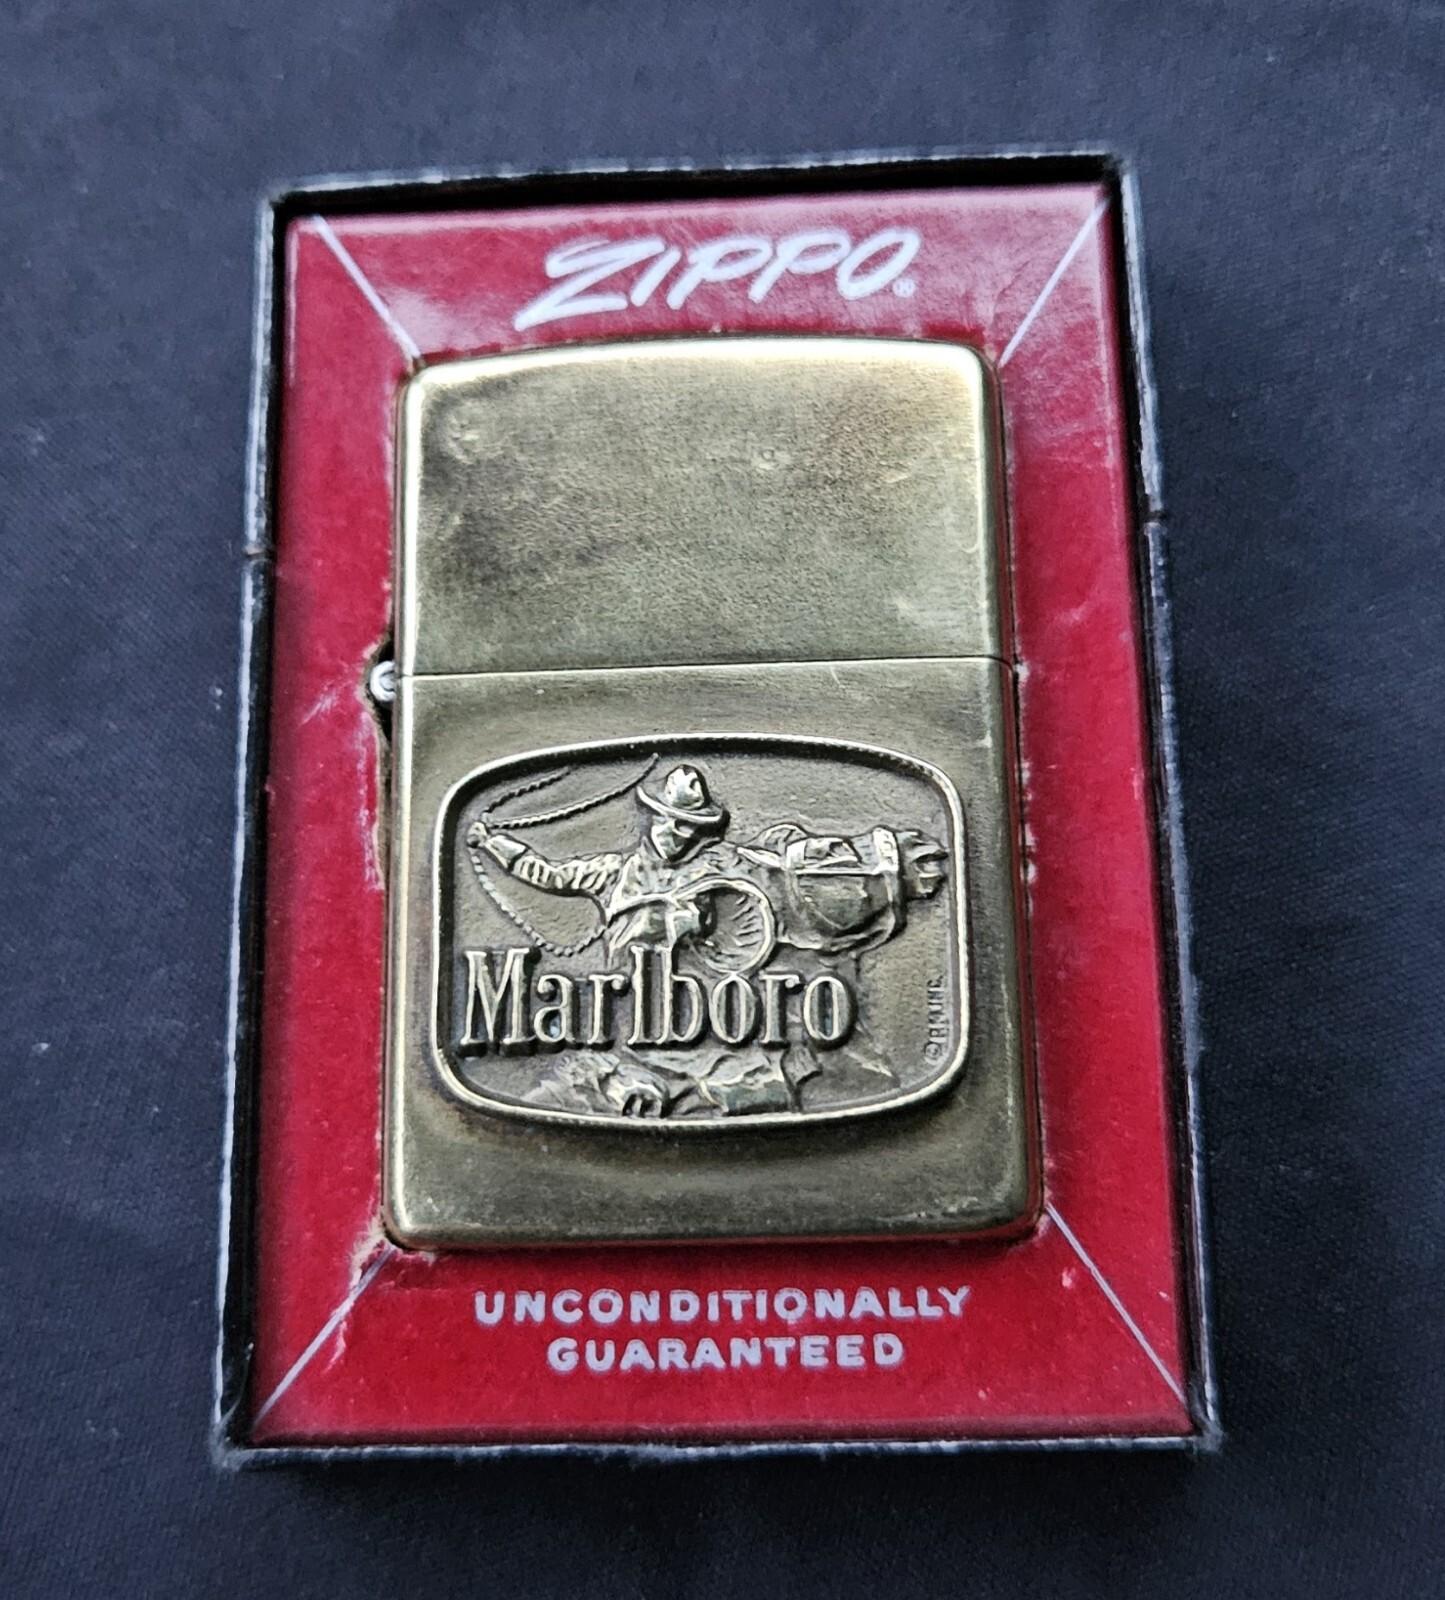 ZIPPO®
Marlboro
UNCONDITIONALLY
GUARANTEED